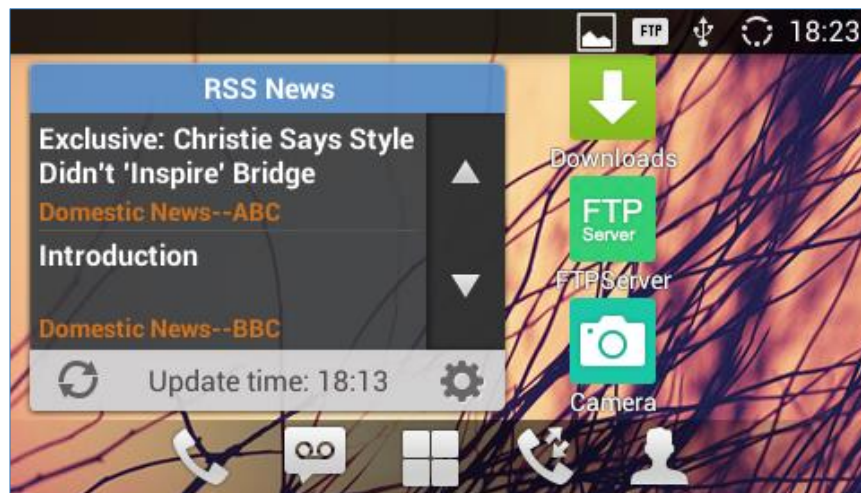 FTP
18:23
RSS News
Exclusive: Christie Says Style
Didn't 'Inspire' Bridge
Domestic News--ABC
Introduction
Domestic News--BBC
Update time: 18:13
Downloads
FTP
Server
FTPServer
Camera